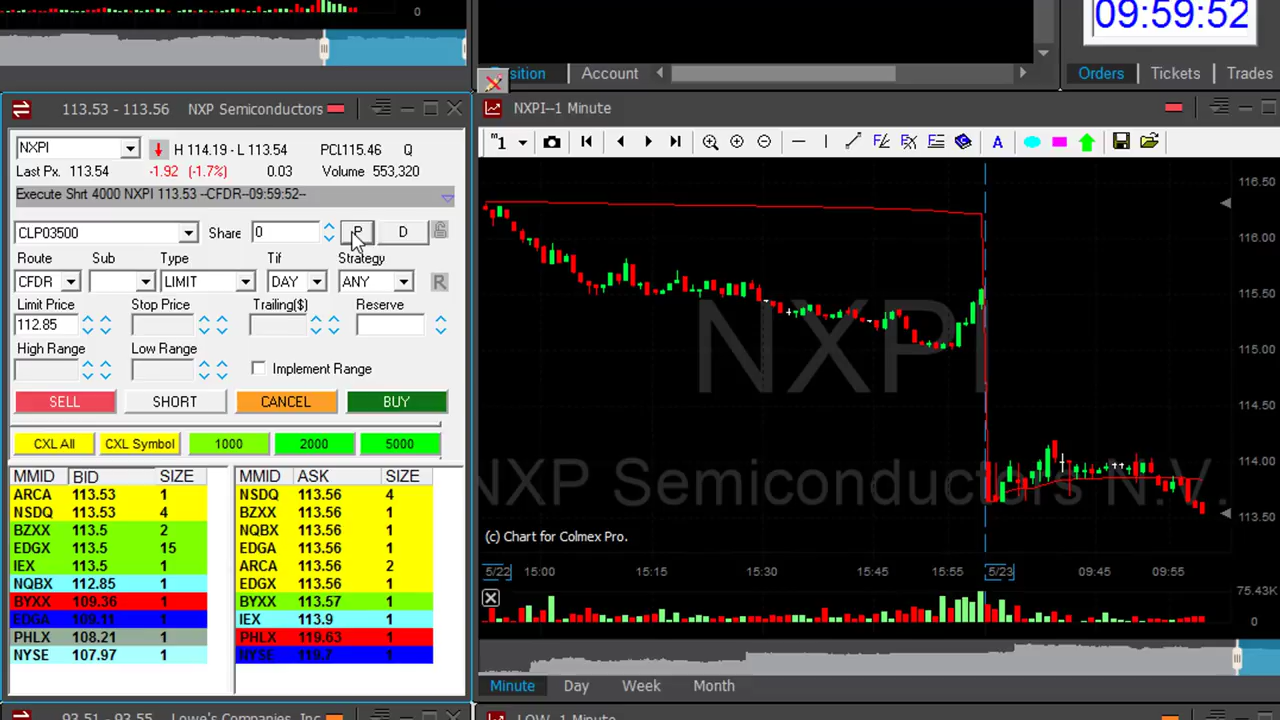 0
09:59:52
Position Account
Orders Tickets Trades
113.53 - 113.56 NXP Semiconductors
NXPI--1 Minute
NXPI H 114.19 - L 113.54 PCL115.46 Q
m1 A
Last Px. 113.54 -1.92 (-1.7%) 0.03 Volume 553,320
Execute Shrt 4000 NXPI 113.53 --CFDR--09:59:52--
CLP03500 Share 0 P D
Route Sub Type Tif Strategy
CFDR LIMIT DAY ANY R
Limit Price Stop Price Trailing($) Reserve
112.85
High Range Low Range
Implement Range
SELL SHORT CANCEL BUY
CXL All CXL Symbol 1000 2000 5000
MMID BID SIZE MMID ASK SIZE
ARCA 113.53 1 NSDQ 113.56 4
NSDQ 113.53 4 BZXX 113.56 1
BZXX 113.5 2 NQBX 113.56 1
EDGX 113.5 15 EDGA 113.56 1
IEX 113.5 1 ARCA 113.56 2
NQBX 112.85 1 EDGX 113.56 1
BYXX 109.36 1 BYXX 113.57 1
EDGA 109.11 1 IEX 113.9 1
PHLX 108.21 1 PHLX 119.63 1
NYSE 107.97 1 NYSE 119.7 1
116.50
116.00
115.50
115.00
114.50
114.00
113.50
NXPI
NXP Semiconductors N.V.
(c) Chart for Colmex Pro.
5/22 15:00 15:15 15:30 15:45 15:55 5/23 09:45 09:55
75.43K
0
Minute Day Week Month
93.51 - 93.55 Lowe's Companies, Inc
LOW--1 Minute